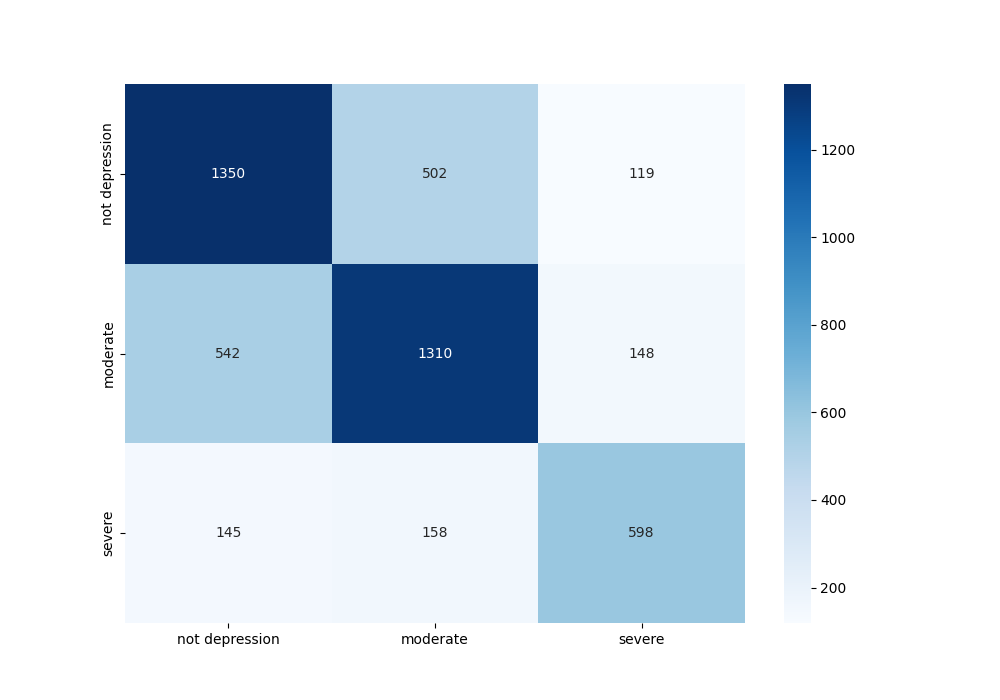 not depression
1350 502 119
moderate
542 1310 148
severe
145 158 598
not depression moderate severe
1200
1000
800
600
400
200